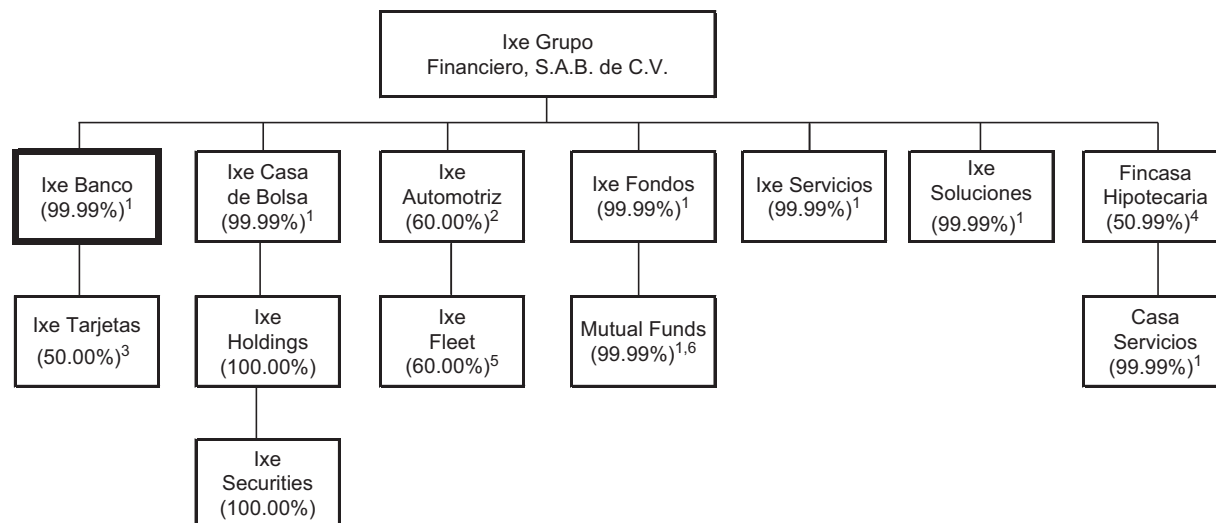 Ixe Grupo
Financiero, S.A.B. de C.V.
Ixe Banco
(99.99%)1
Ixe Casa
de Bolsa
(99.99%)1
Ixe
Automotriz
(60.00%)2
Ixe Fondos
(99.99%)1
Ixe Servicios
(99.99%)1
Ixe
Soluciones
(99.99%)1
Fincasa
Hipotecaria
(50.99%)4
Ixe Tarjetas
(50.00%)3
Ixe
Holdings
(100.00%)
Ixe
Fleet
(60.00%)5
Mutual Funds
(99.99%)1,6
Casa
Servicios
(99.99%)1
Ixe
Securities
(100.00%)